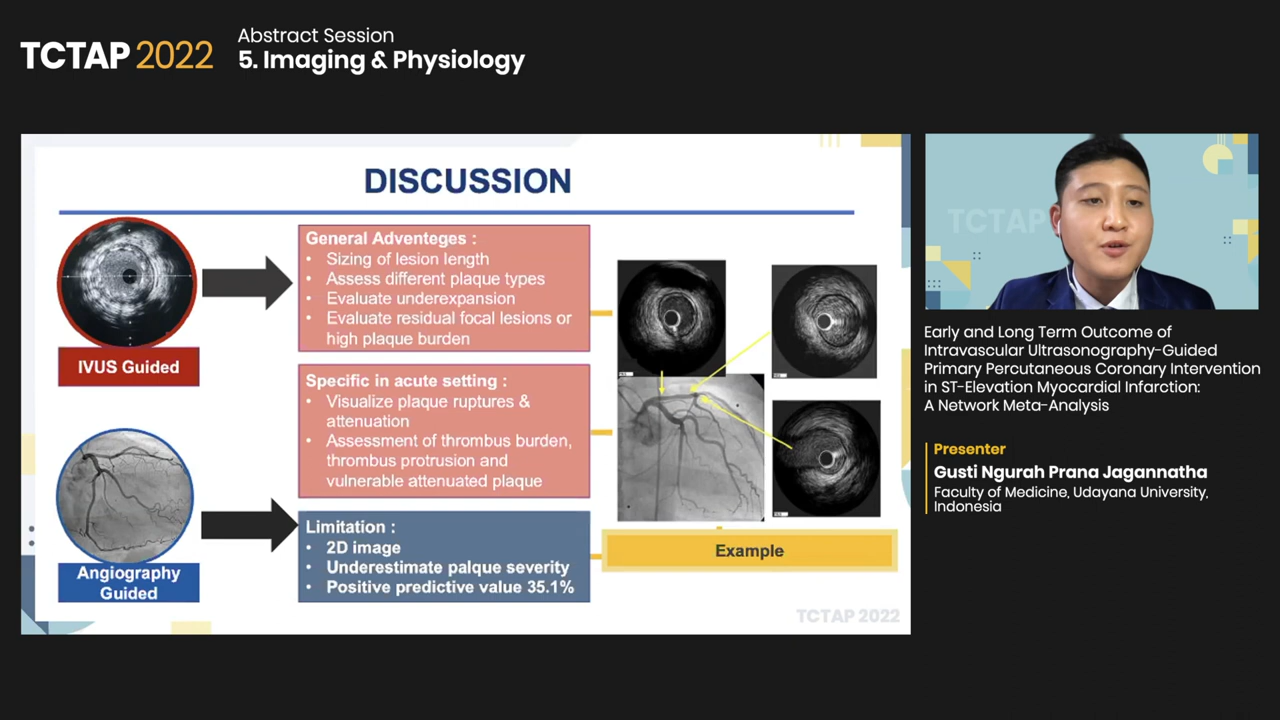 TCTAP 2022
Abstract Session
5. Imaging & Physiology
DISCUSSION
IVUS Guided
General Adventeges :
• Sizing of lesion length
• Assess different plaque types
• Evaluate underexpansion
• Evaluate residual focal lesions or
high plaque burden
Specific in acute setting :
• Visualize plaque ruptures &
attenuation
• Assessment of thrombus burden,
thrombus protrusion and
vulnerable attenuated plaque
Angiography
Guided
Limitation :
• 2D image
• Underestimate palque severity
• Positive predictive value 35.1%
Example
TCTAP 2022
TCTAP
Early and Long Term Outcome of
Intravascular Ultrasonography-Guided
Primary Percutaneous Coronary Intervention
in ST-Elevation Myocardial Infarction:
A Network Meta-Analysis
Presenter
Gusti Ngurah Prana Jagannatha
Faculty of Medicine, Udayana University,
Indonesia